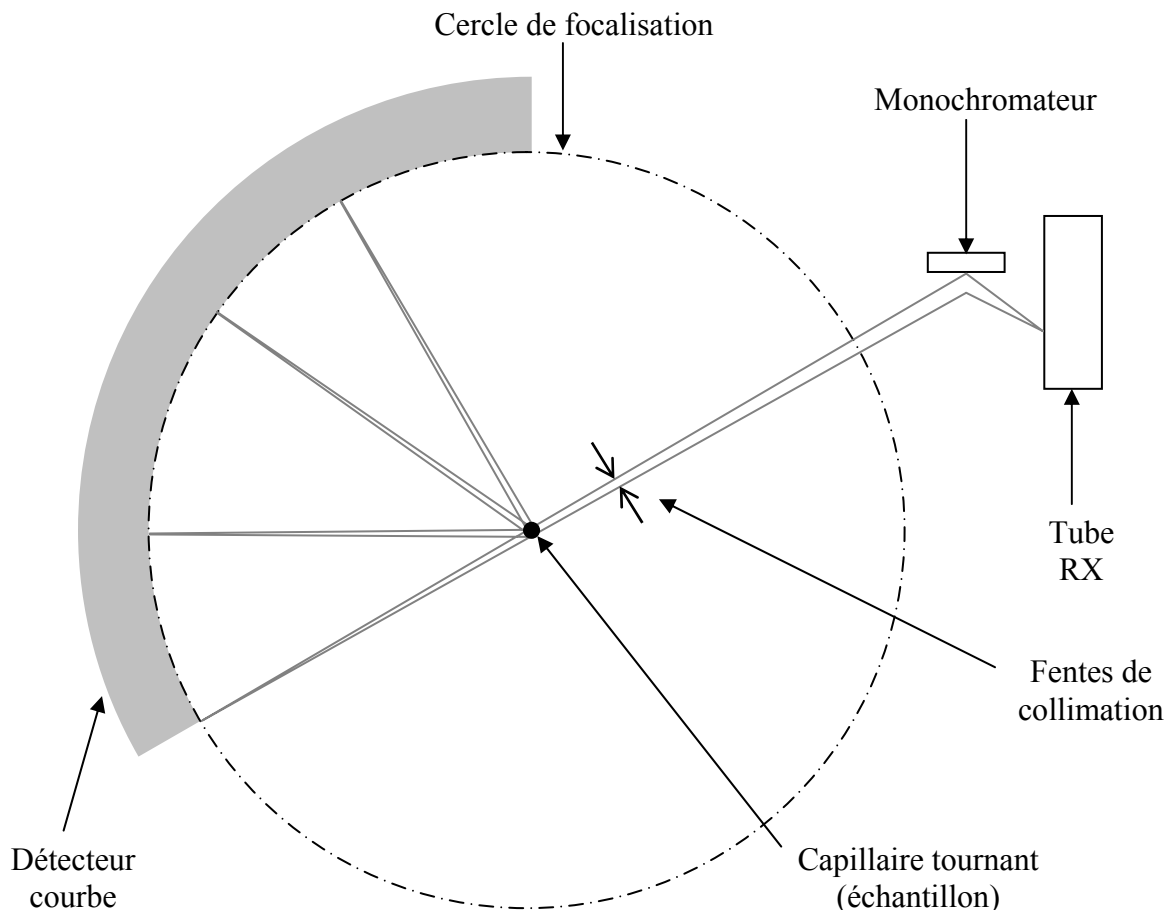 Cercle de focalisation
Monochromateur
Tube
RX
Fentes de
collimation
Détecteur
courbe
Capillaire tournant
(échantillon)